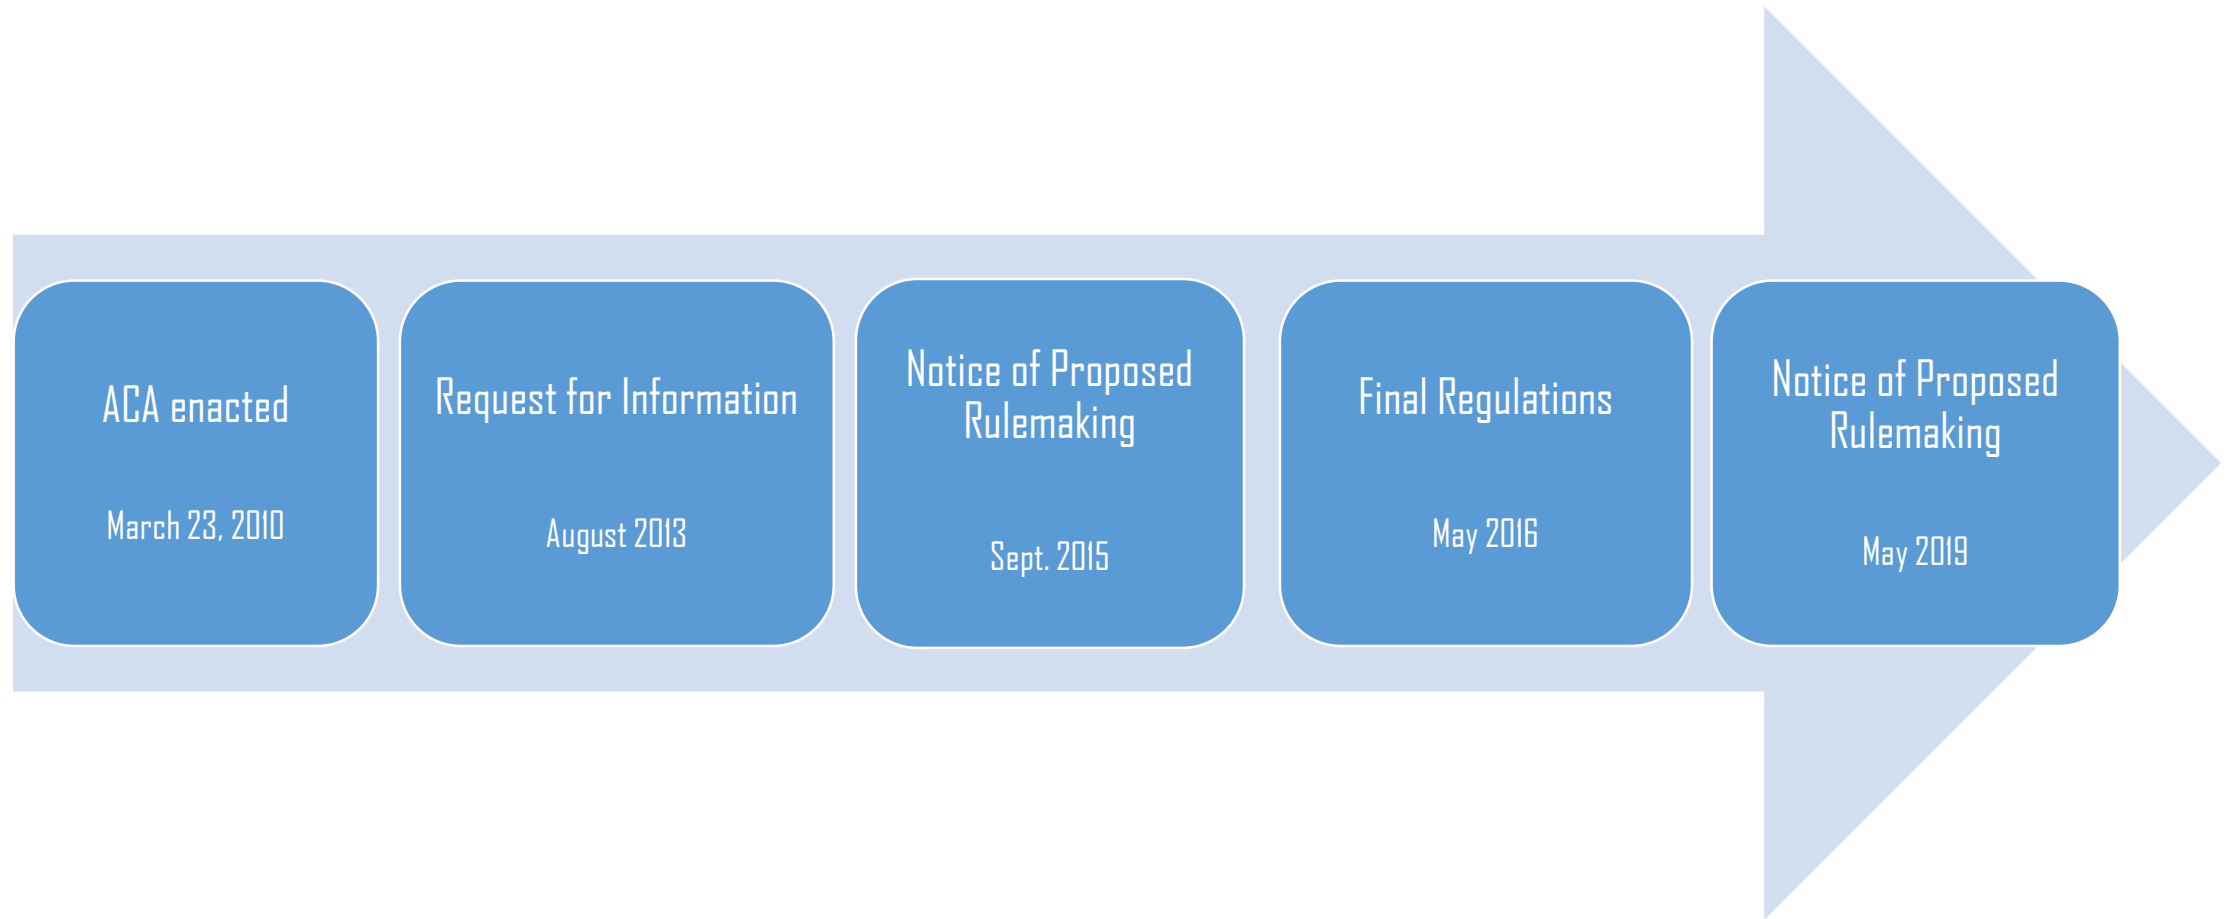 ACA enacted
March 23, 2010
Request for Information
August 2013
Notice of Proposed
Rulemaking
Sept. 2015
Final Regulations
May 2016
Notice of Proposed
Rulemaking
May 2019